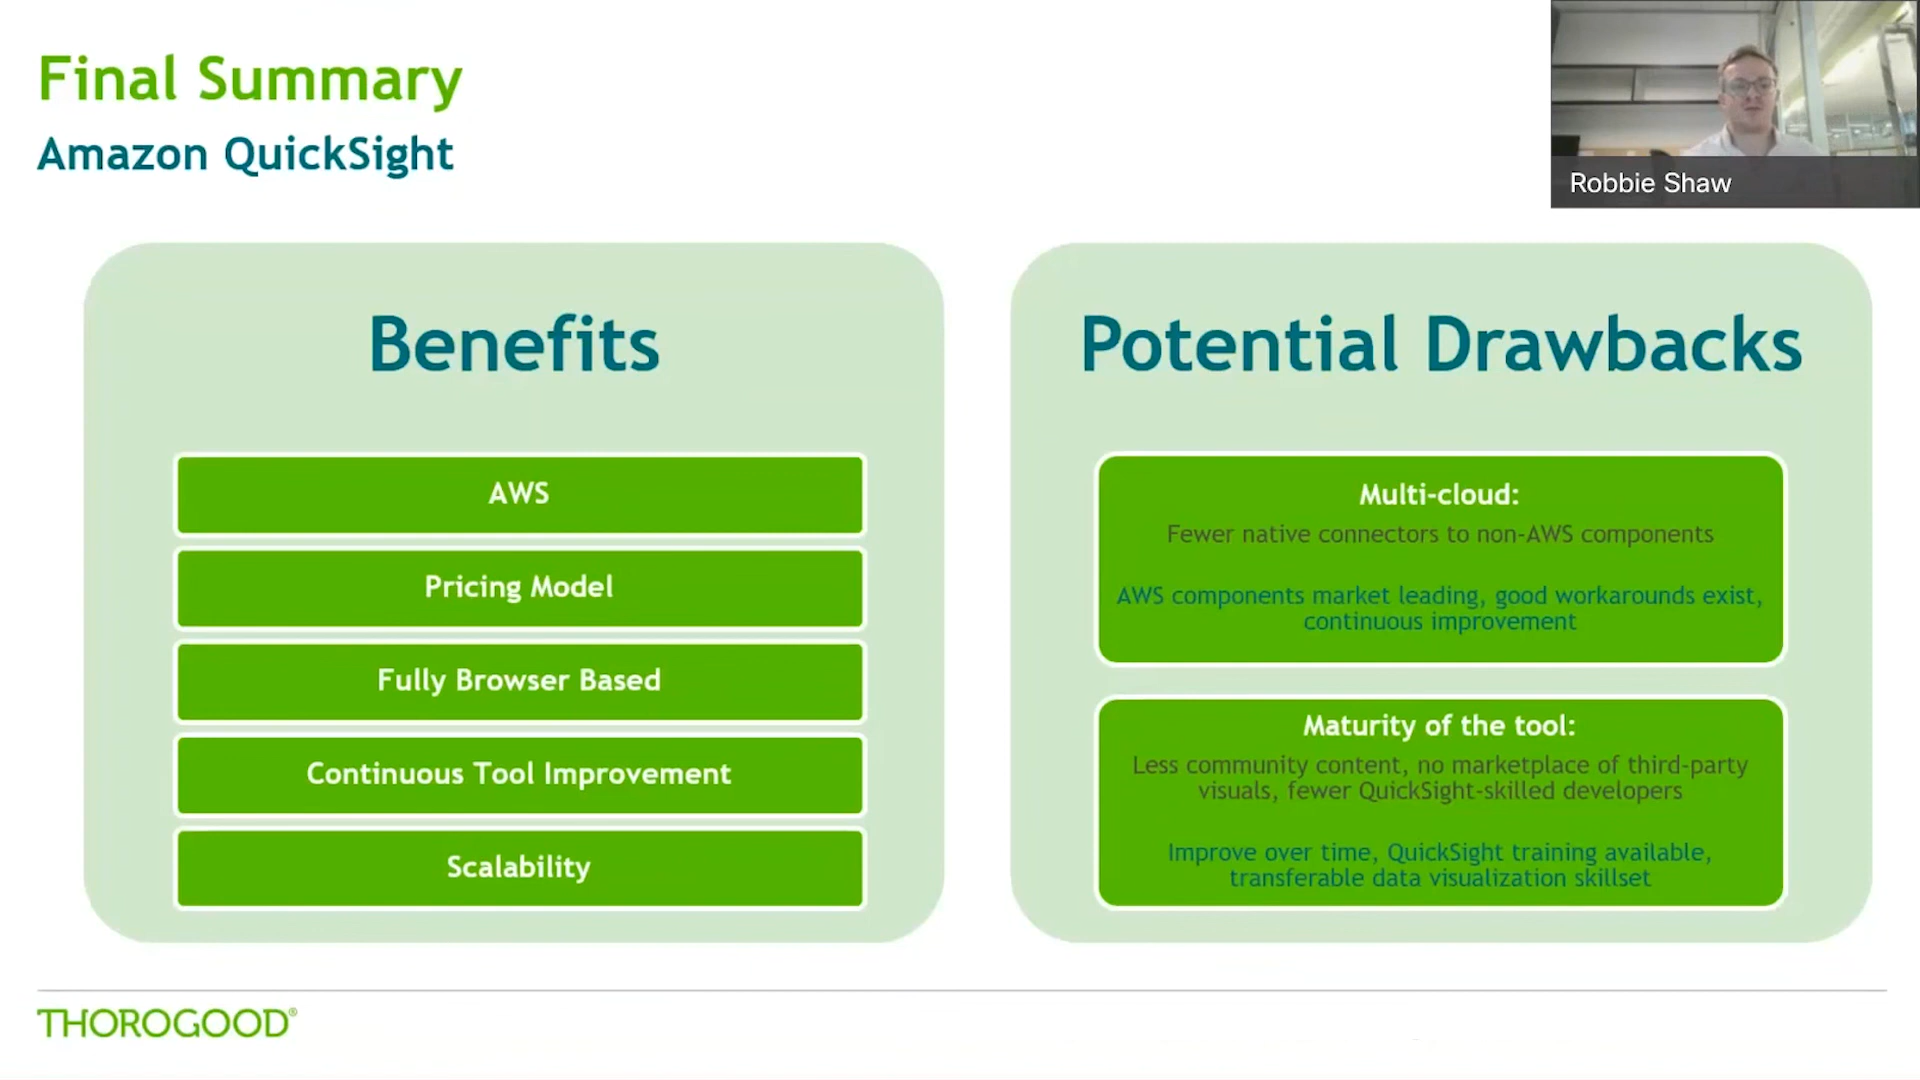 Final Summary
Amazon QuickSight
Robbie Shaw
Benefits
AWS
Pricing Model
Fully Browser Based
Continuous Tool Improvement
Scalability
Potential Drawbacks
Multi-cloud:
Fewer native connectors to non-AWS components
AWS components market leading, good workarounds exist,
continuous improvement
Maturity of the tool:
Less community content, no marketplace of third-party
visuals, fewer QuickSight-skilled developers
Improve over time, QuickSight training available,
transferable data visualization skillset
THOROGOOD®